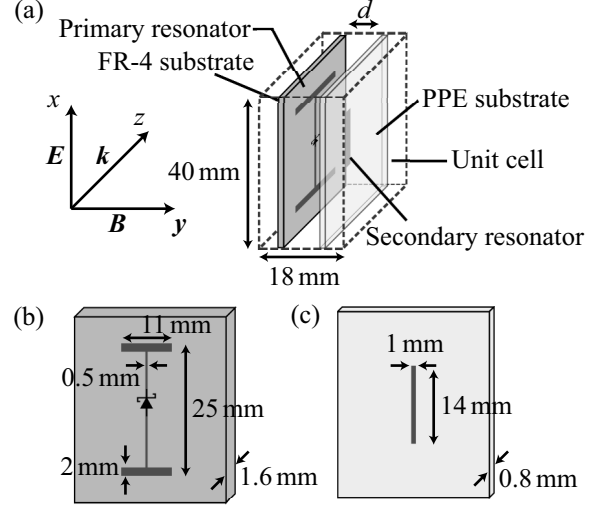 (a)
d
Primary resonator
FR-4 substrate
PPE substrate
x
z
E
k
40 mm
Unit cell
B
y
Secondary resonator
18 mm
(b)
(c)
11 mm
1 mm
0.5 mm
25 mm
14 mm
2 mm
1.6 mm
0.8 mm